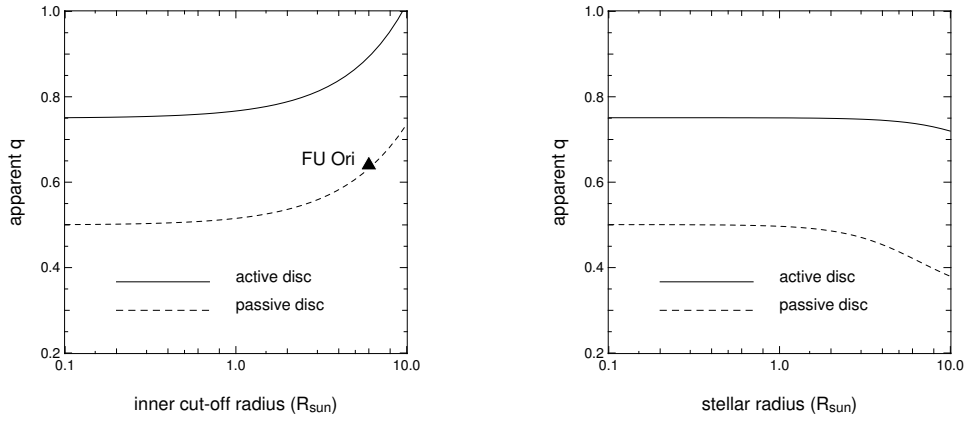 1.0
0.8
0.6
0.4
0.2
0.1
1.0
10.0
apparent q
FU Ori
active disc
passive disc
inner cut-off radius (Rsun)
1.0
0.8
0.6
0.4
0.2
0.1
1.0
10.0
apparent q
active disc
passive disc
stellar radius (Rsun)